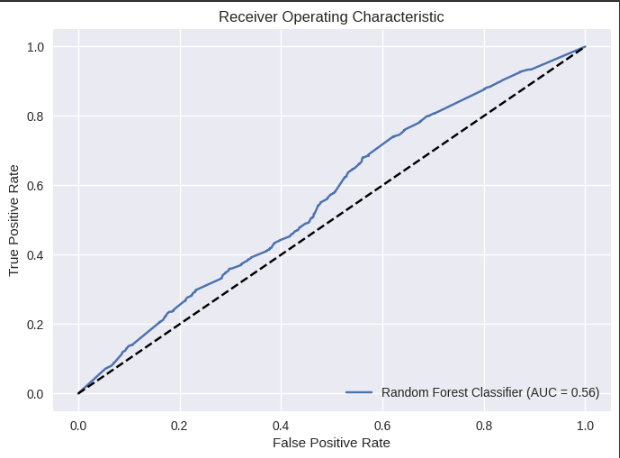 Receiver Operating Characteristic
1.0
0.8
0.6
0.4
0.2
0.0
True Positive Rate
Random Forest Classifier (AUC = 0.56)
0.0 0.2 0.4 0.6 0.8 1.0
False Positive Rate